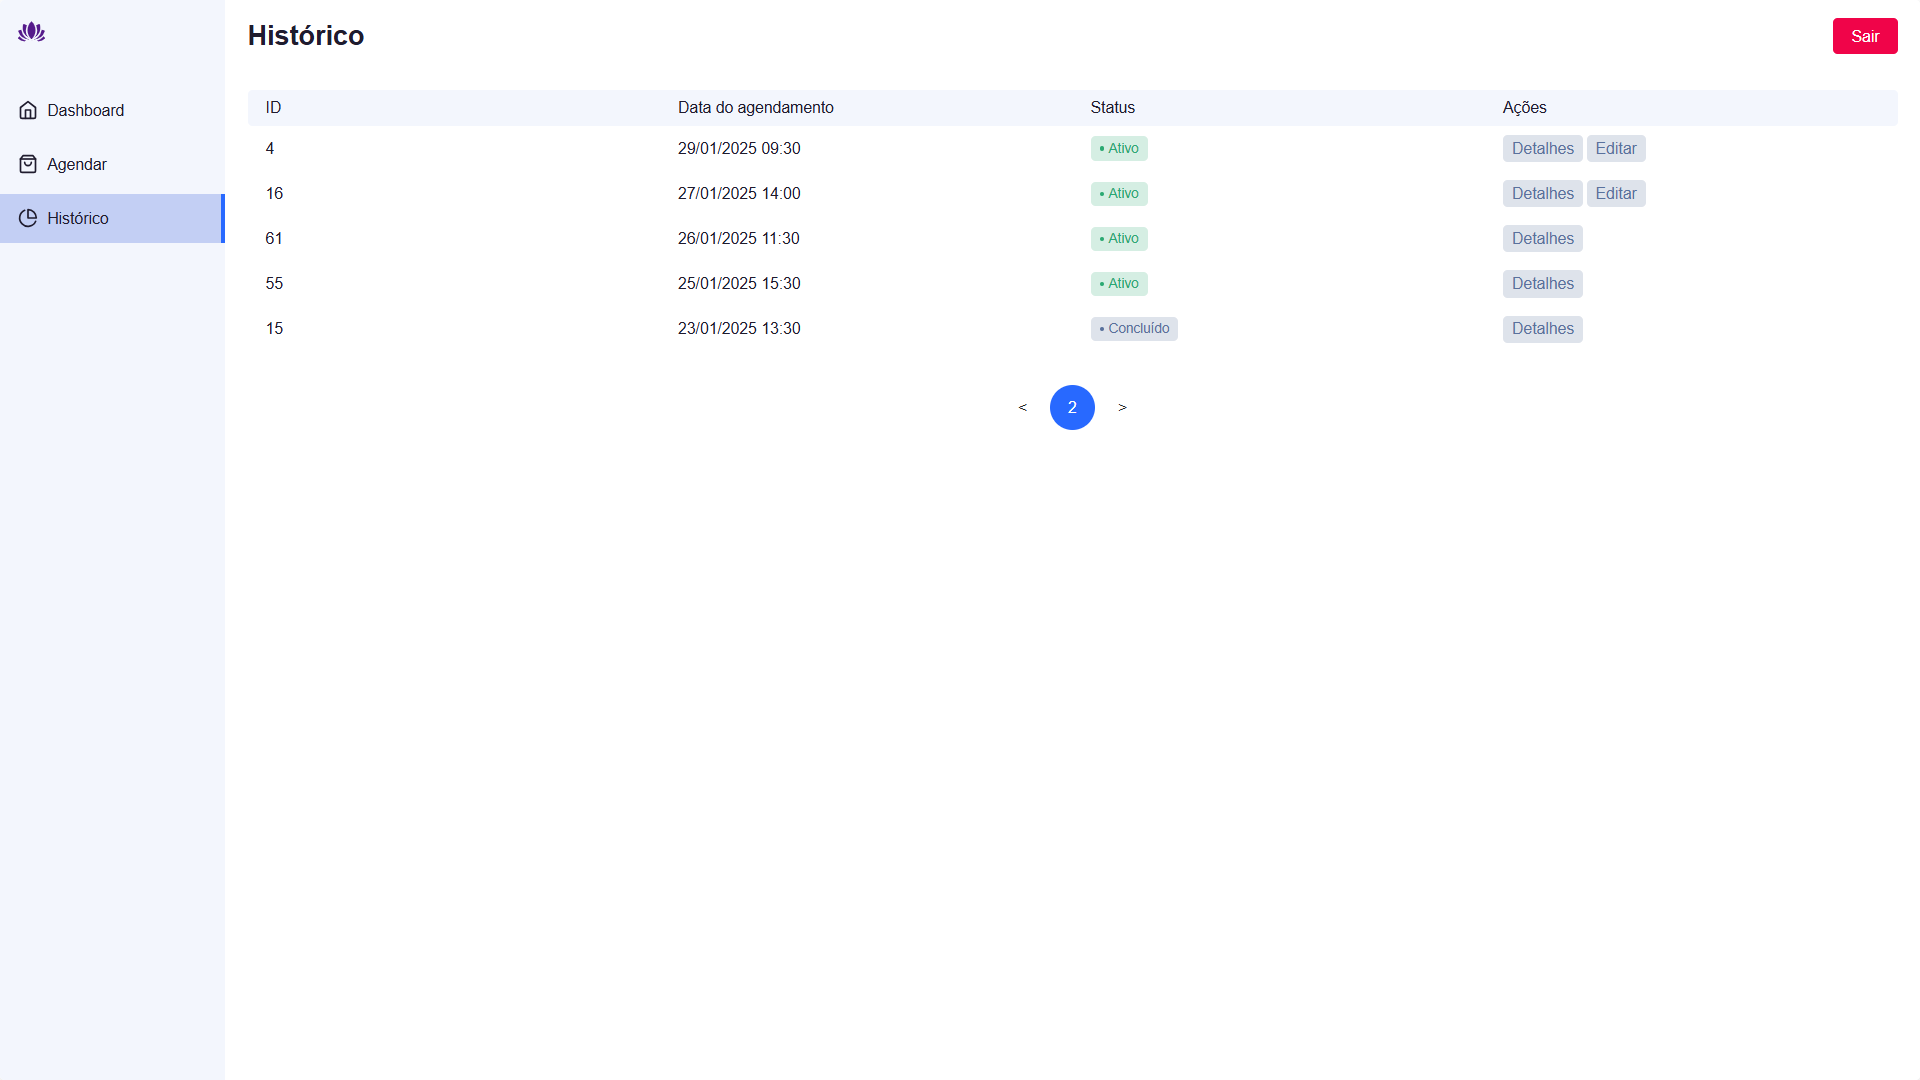 Histórico
Sair
Dashboard
Agendar
Histórico
ID Data do agendamento Status Ações
4 29/01/2025 09:30 • Ativo Detalhes Editar
16 27/01/2025 14:00 • Ativo Detalhes Editar
61 26/01/2025 11:30 • Ativo Detalhes
55 25/01/2025 15:30 • Ativo Detalhes
15 23/01/2025 13:30 • Concluído Detalhes
< 2 >